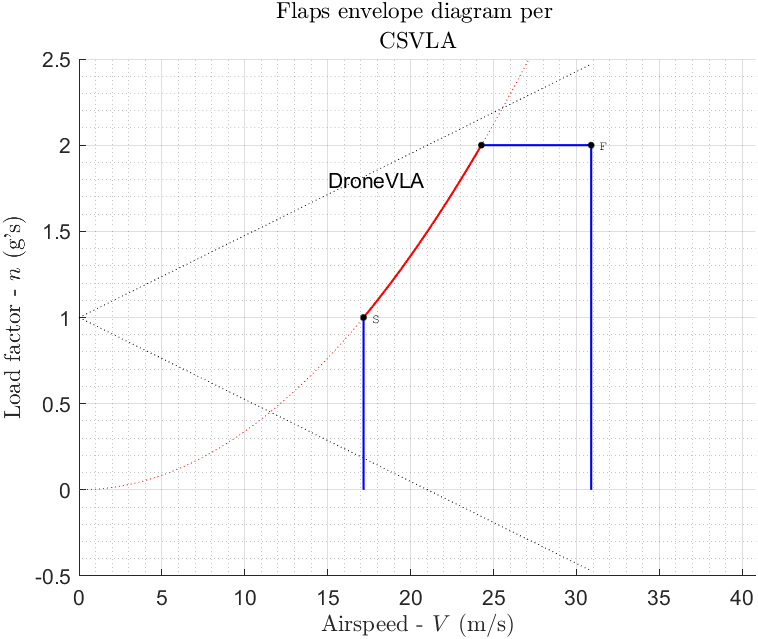 Flaps envelope diagram per
CSVLA
2.5
2
F
DroneVLA
1.5
1
S
0.5
0
-0.5
0 5 10 15 20 25 30 35 40
Load factor - n (g's)
Airspeed - V (m/s)